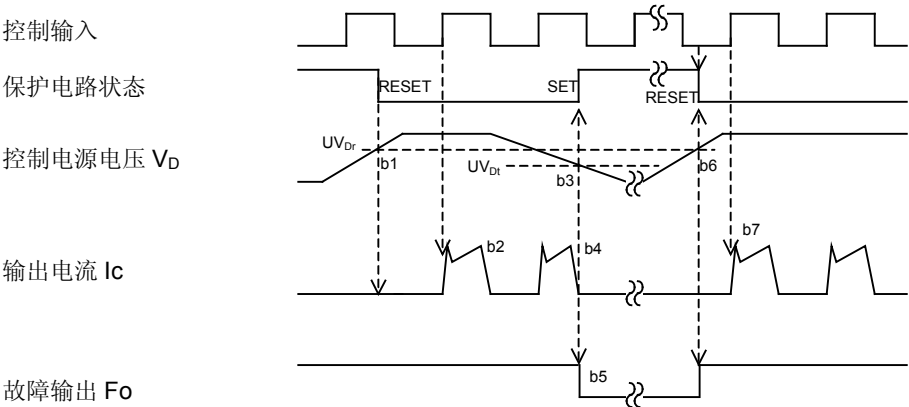 控制输入
保护电路状态
RESET
SET
RESET
控制电源电压 VD
UVDr
b1
UVDt
b3
b6
输出电流 Ic
b2
b4
b7
故障输出 Fo
b5